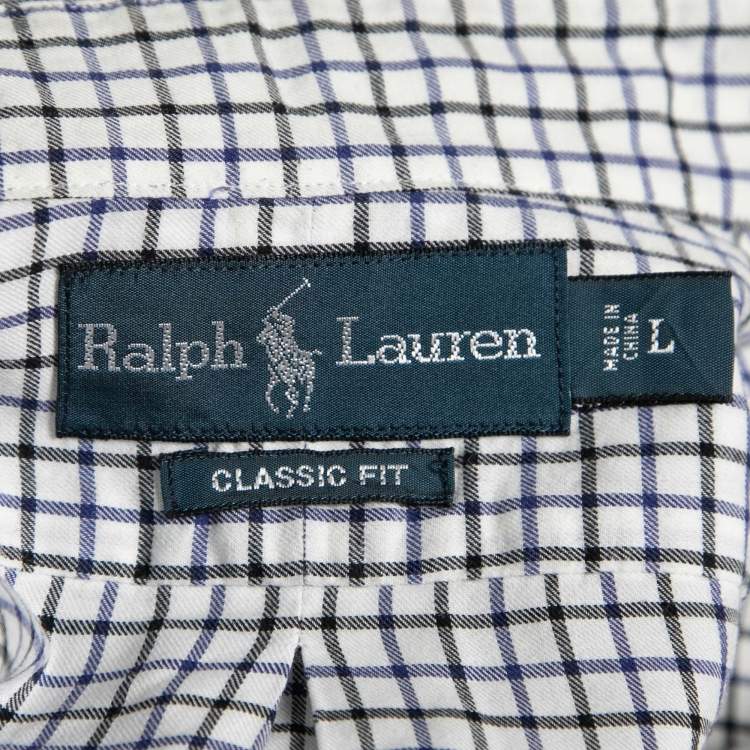 Ralph Lauren
MADE IN
CHINA
L
CLASSIC FIT